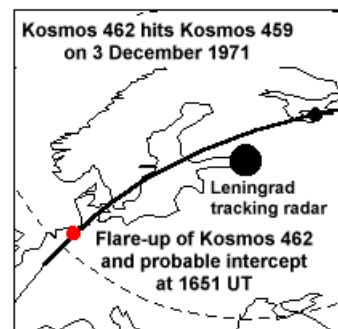 Kosmos 462 hits Kosmos 459
on 3 December 1971
Leningrad
tracking radar
Flare-up of Kosmos 462
and probable intercept
at 1651 UT